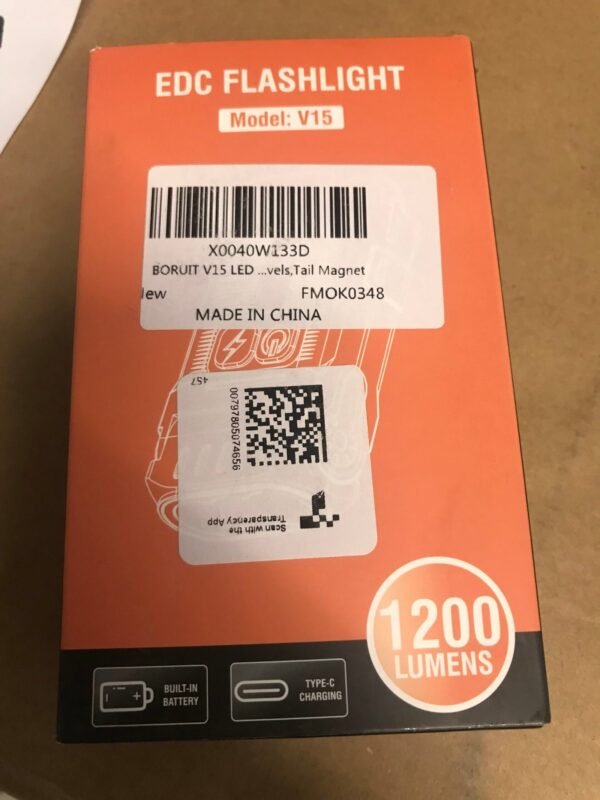 EDC FLASHLIGHT
Model: V15
X0040W133D
BORUIT V15 LED ...vels,Tail Magnet
lew FMOK0348
MADE IN CHINA
457
00797805074656
Scan with the
Transparency App
1200
LUMENS
BUILT-IN
BATTERY
TYPE-C
CHARGING